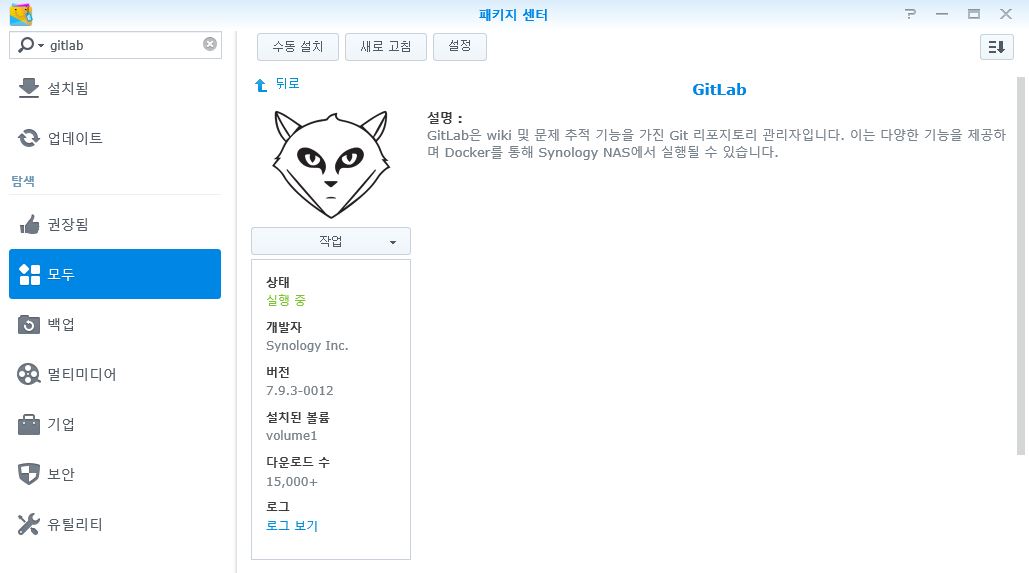 패키지 센터
gitlab
수동 설치
새로 고침
설정
설치됨
업데이트
탐색
권장됨
모두
백업
멀티미디어
기업
보안
유틸리티
뒤로
GitLab
설명 :
GitLab은 wiki 및 문제 추적 기능을 가진 Git 리포지토리 관리자입니다. 이는 다양한 기능을 제공하
며 Docker를 통해 Synology NAS에서 실행될 수 있습니다.
작업
상태
실행 중
개발자
Synology Inc.
버전
7.9.3-0012
설치된 볼륨
volume1
다운로드 수
15,000+
로그
로그 보기